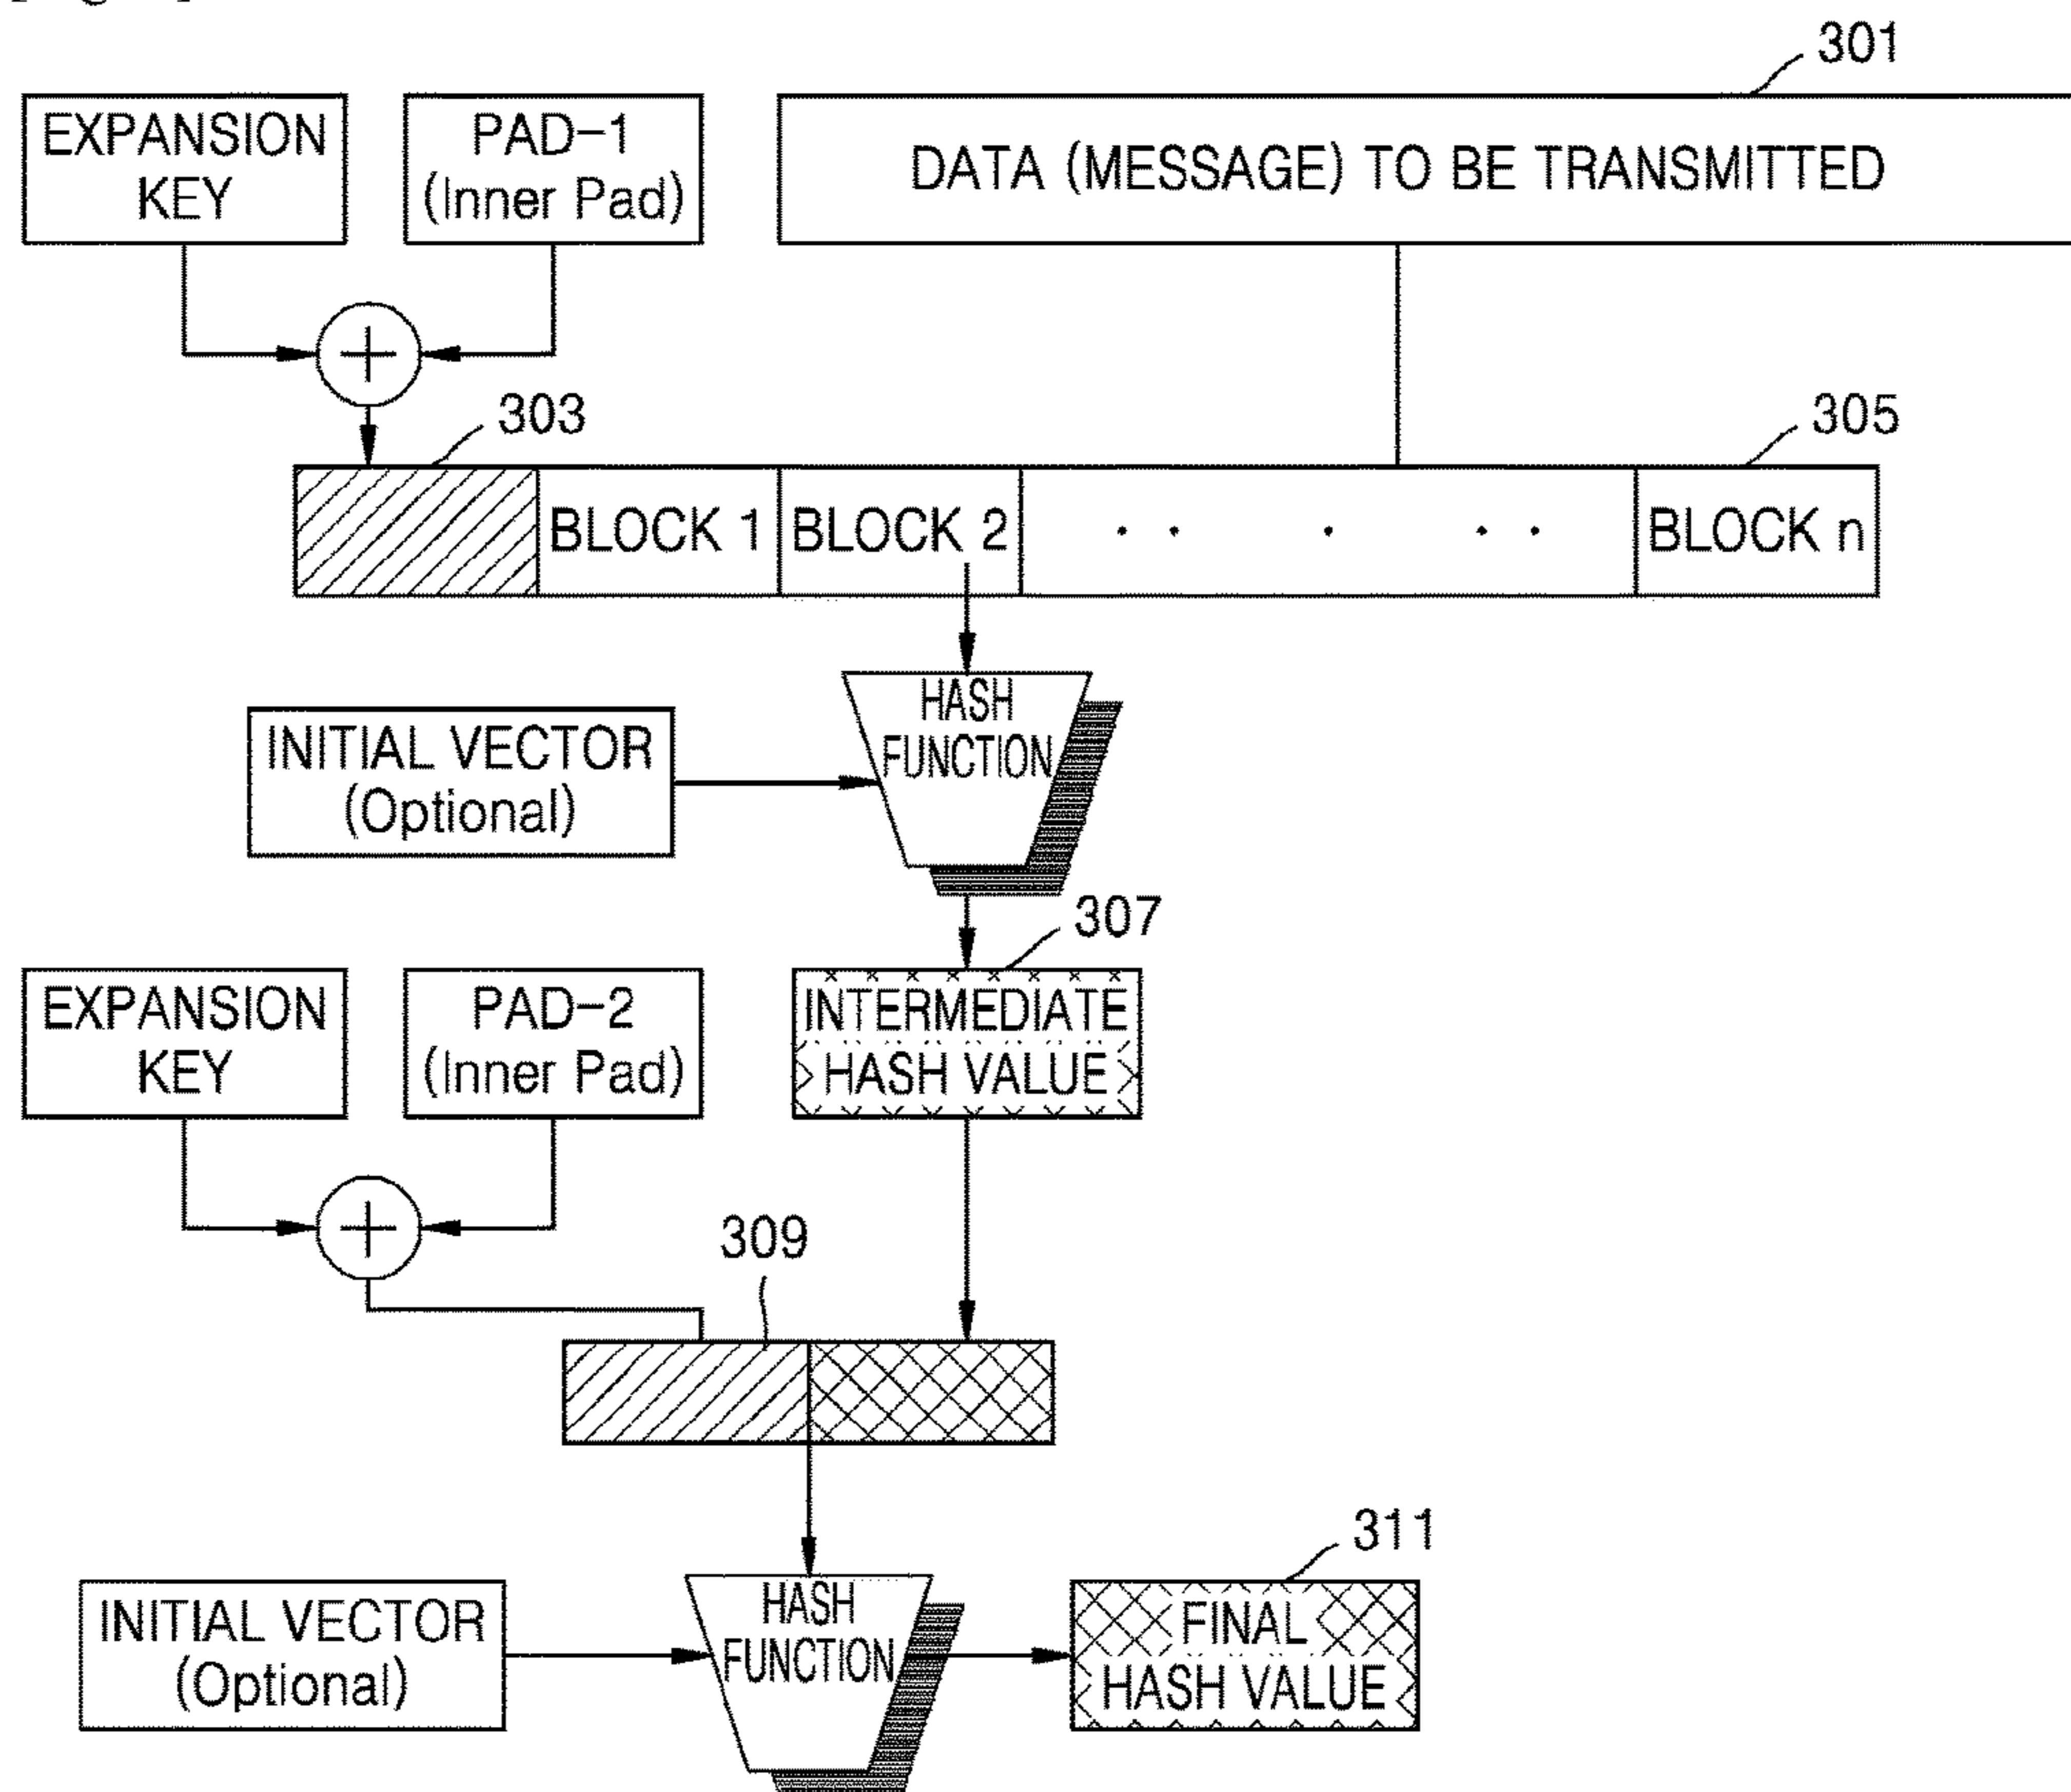 301
EXPANSION
KEY
PAD-1
(Inner Pad)
DATA (MESSAGE) TO BE TRANSMITTED
303
305
BLOCK 1
BLOCK 2
. . . . .
BLOCK n
HASH
FUNCTION
INITIAL VECTOR
(Optional)
307
EXPANSION
KEY
PAD-2
(Inner Pad)
INTERMEDIATE
HASH VALUE
309
311
HASH
FUNCTION
INITIAL VECTOR
(Optional)
FINAL
HASH VALUE